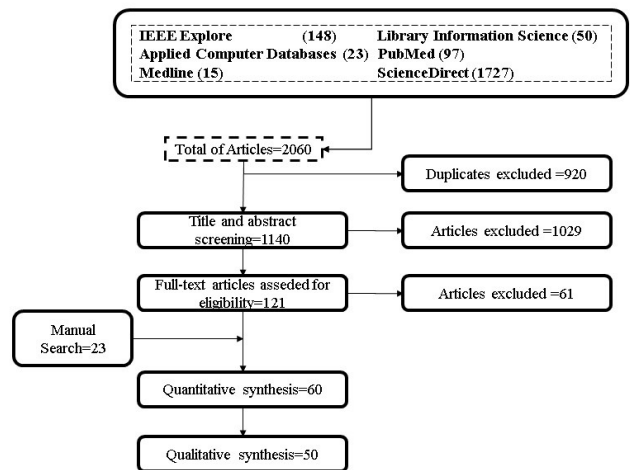 IEEE Explore (148) Library Information Science (50)
Applied Computer Databases (23) PubMed (97)
Medline (15) ScienceDirect (1727)
Total of Articles=2060
Duplicates excluded =920
Title and abstract
screening=1140
Articles excluded =1029
Full-text articles asseded for
eligibility=121
Articles excluded =61
Manual
Search=23
Quantitative synthesis=60
Qualitative synthesis=50